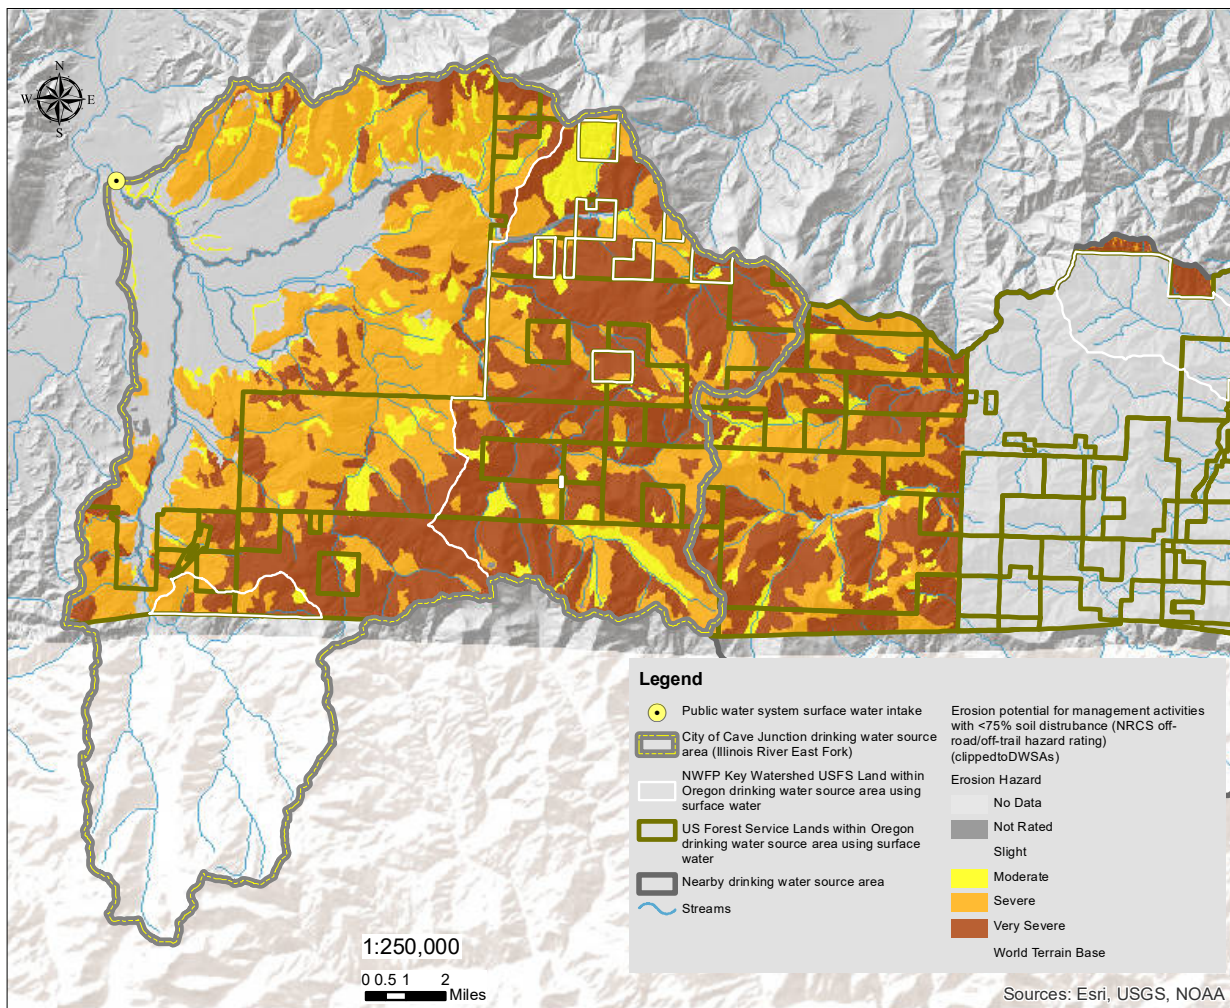 N
W E
S
Legend
Public water system surface water intake
City of Cave Junction drinking water source
area (Illinois River East Fork)
NWFP Key Watershed USFS Land within
Oregon drinking water source area using
surface water
US Forest Service Lands within Oregon
drinking water source area using surface
water
Nearby drinking water source area
Streams
Erosion potential for management activities
with <75% soil distrubance (NRCS off-
road/off-trail hazard rating)
(clippedtoDWSAs)
Erosion Hazard
No Data
Not Rated
Slight
Moderate
Severe
Very Severe
World Terrain Base
1:250,000
0 0.5 1 2
Miles
Sources: Esri, USGS, NOAA